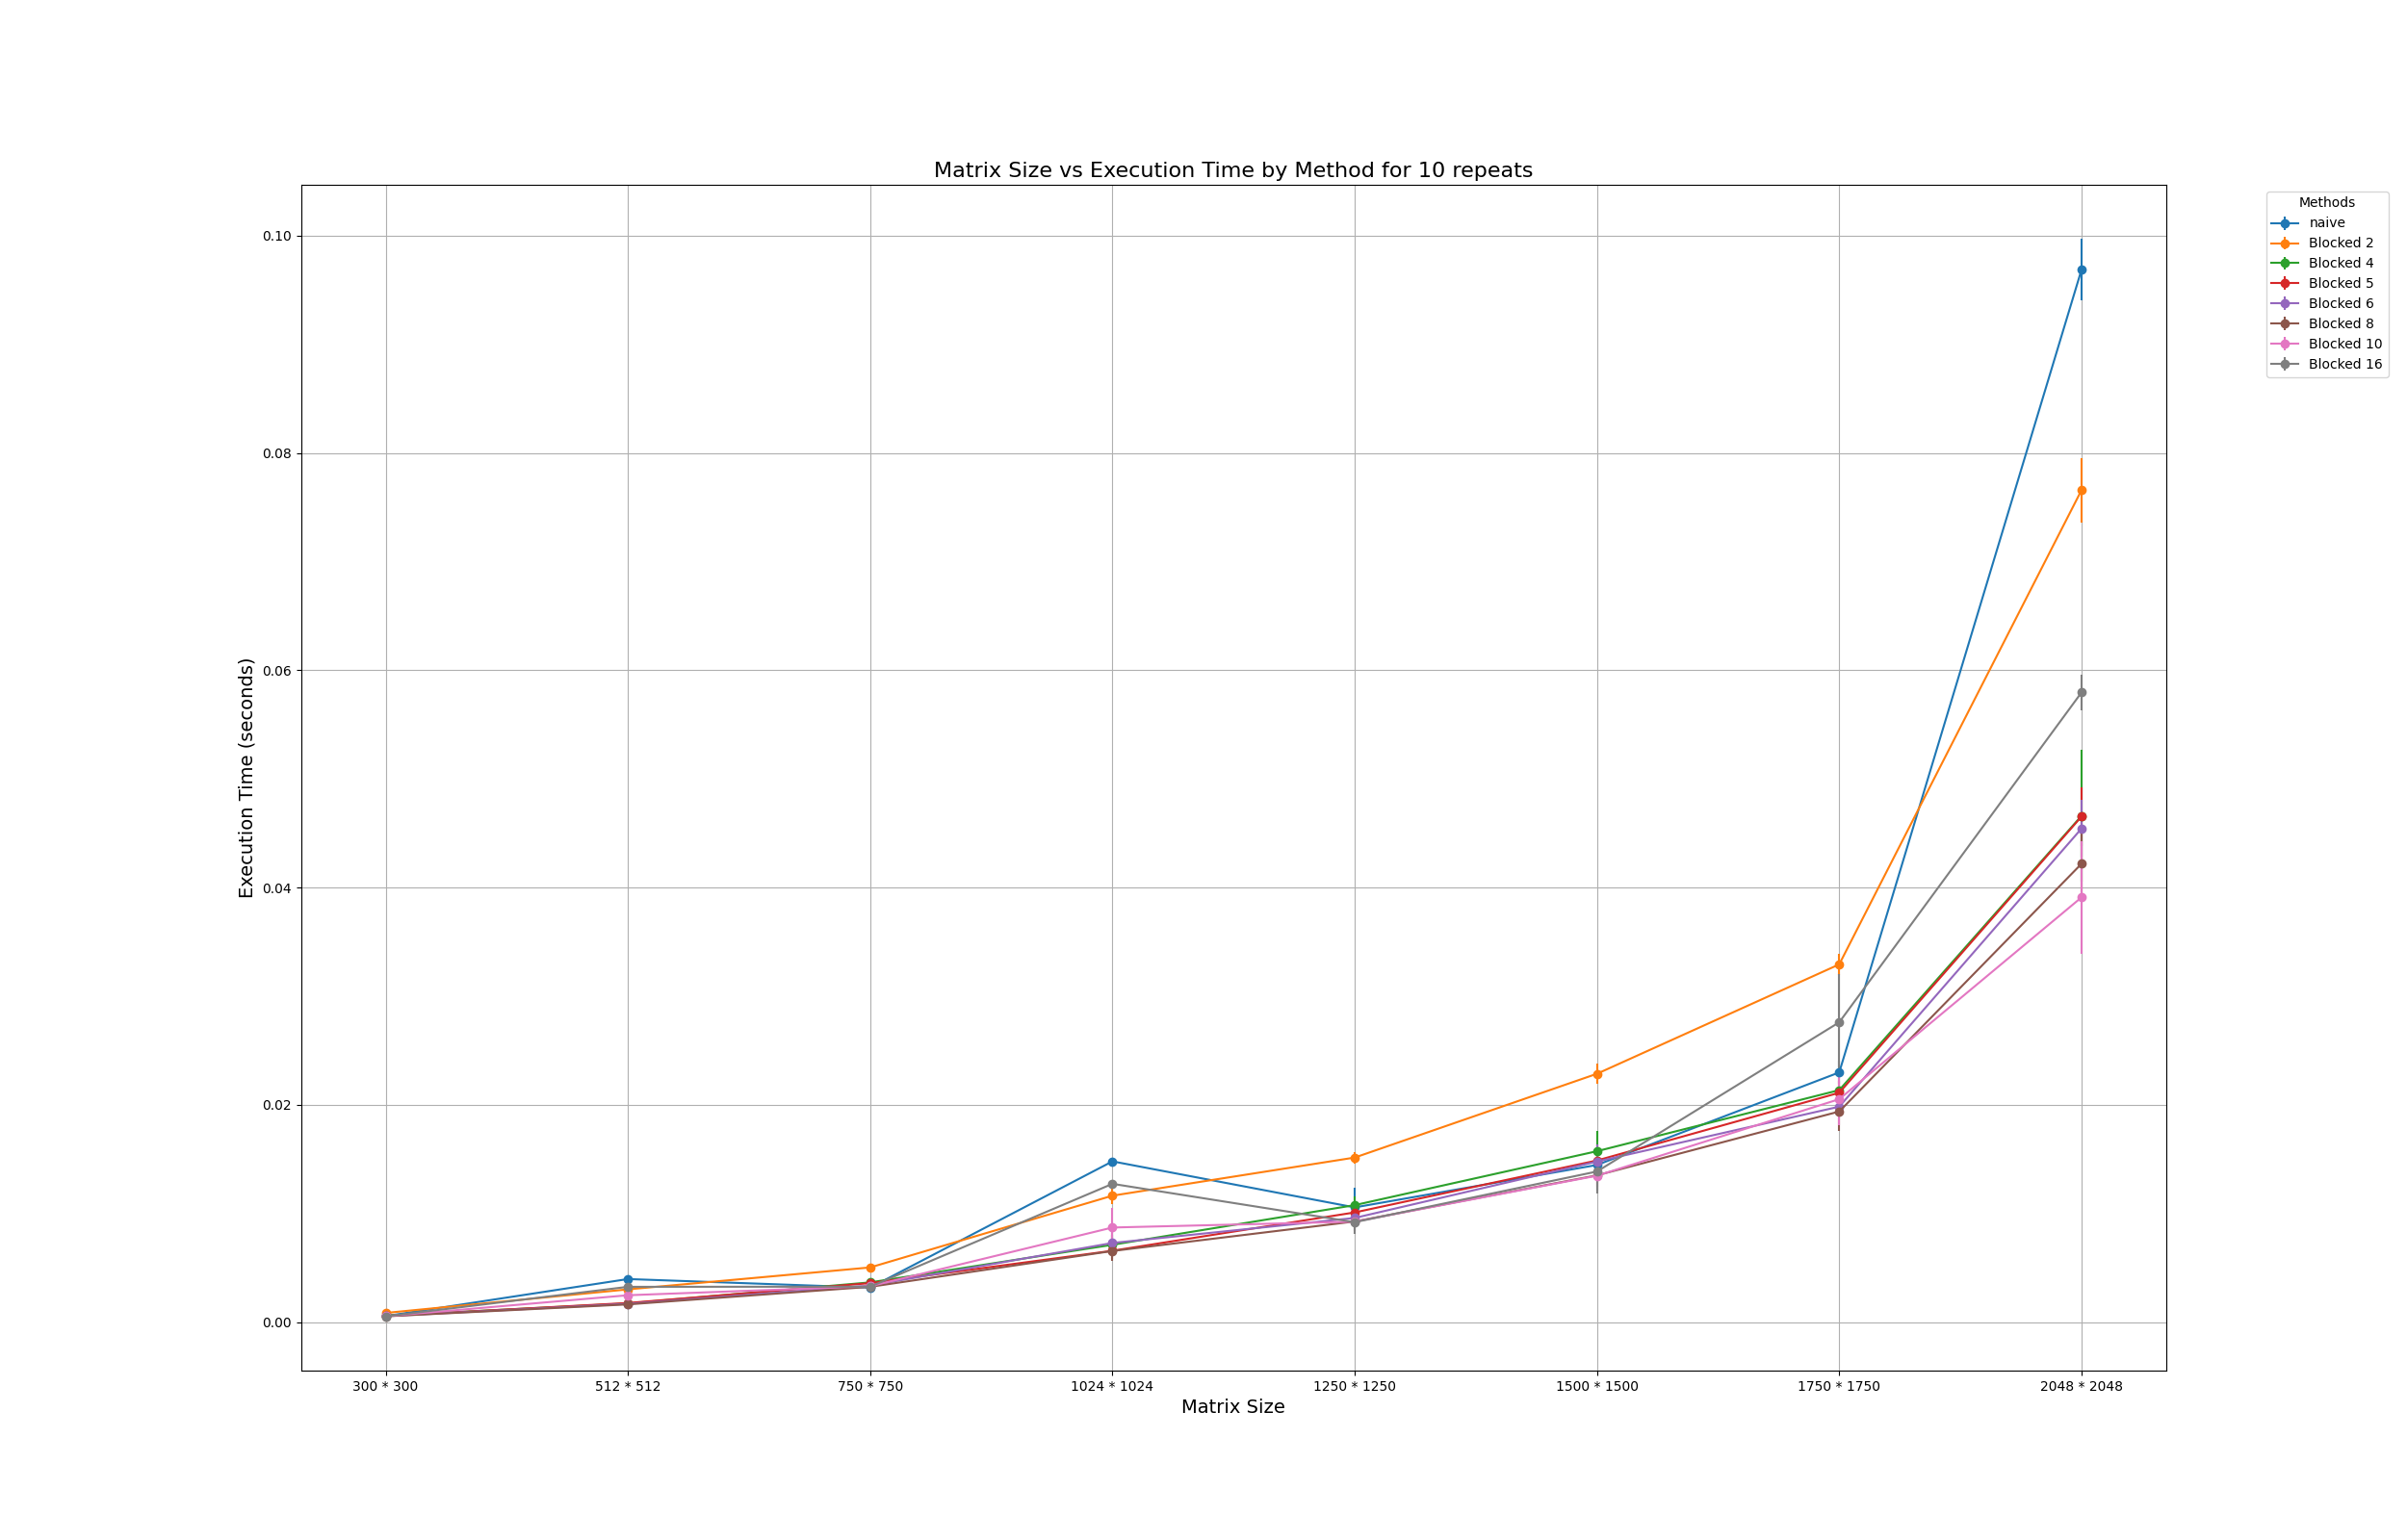 Matrix Size vs Execution Time by Method for 10 repeats
Methods
naive
Blocked 2
Blocked 4
Blocked 5
Blocked 6
Blocked 8
Blocked 10
Blocked 16
Execution Time (seconds)
0.10
0.08
0.06
0.04
0.02
0.00
300 * 300
512 * 512
750 * 750
1024 * 1024
1250 * 1250
1500 * 1500
1750 * 1750
2048 * 2048
Matrix Size